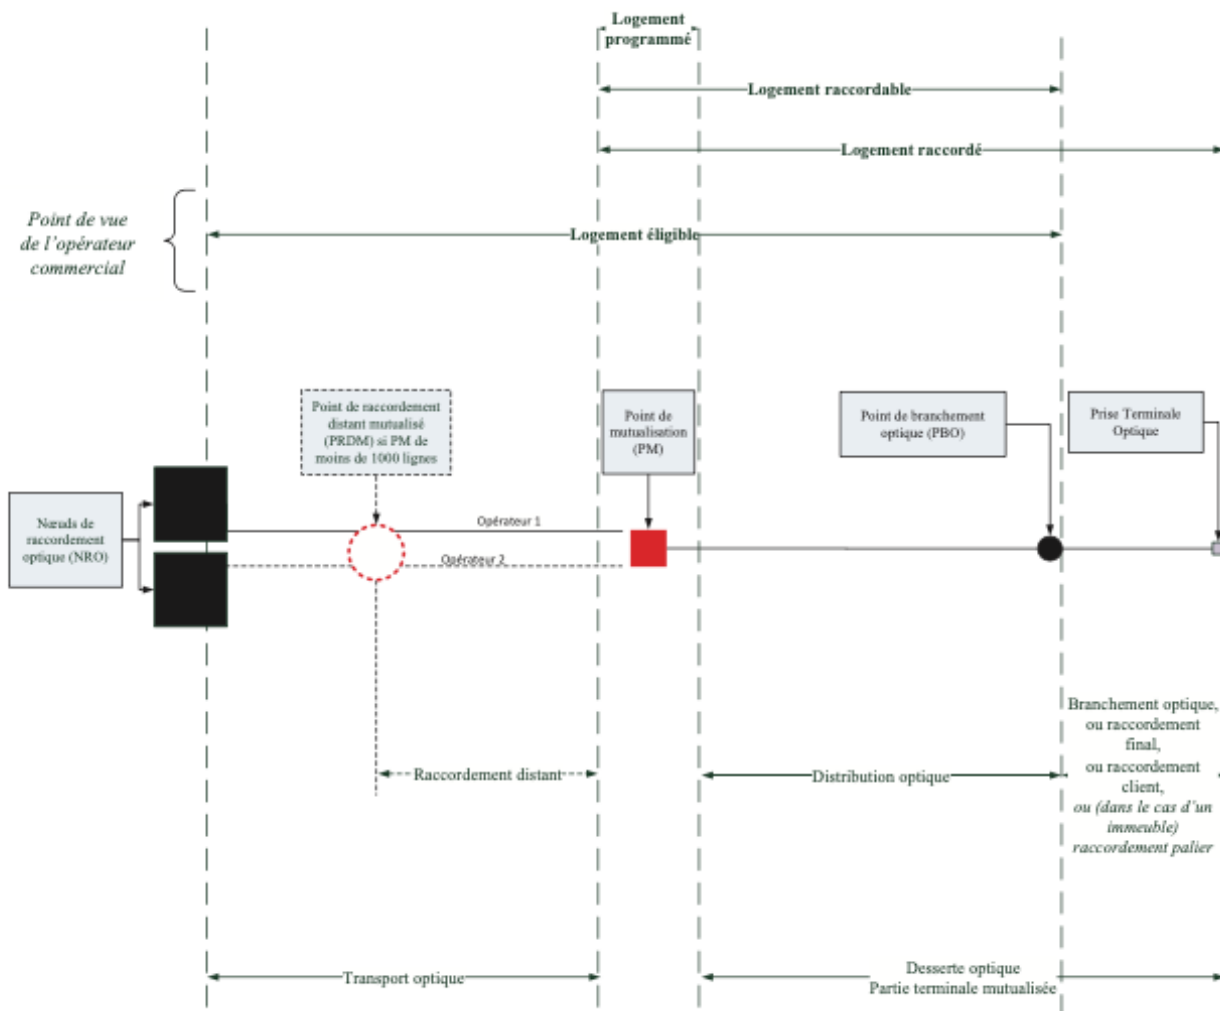 Logement
programmé
Logement raccordable
Logement raccordé
Point de vue
de l'opérateur
commercial
Logement éligible
Point de raccordement
distant mutualisé
(PRDM) si PM de
moins de 1000 lignes
Point de
mutualisation
(PM)
Point de branchement
optique (PBO)
Prise Terminale
Optique
Nœuds de
raccordement
optique (NRO)
Opérateur 1
Opérateur 2
Raccordement distant
Distribution optique
Branchement optique,
ou raccordement
final,
ou raccordement
client,
ou (dans le cas d'un
immeuble)
raccordement palier
Transport optique
Desserte optique
Partie terminale mutualisée